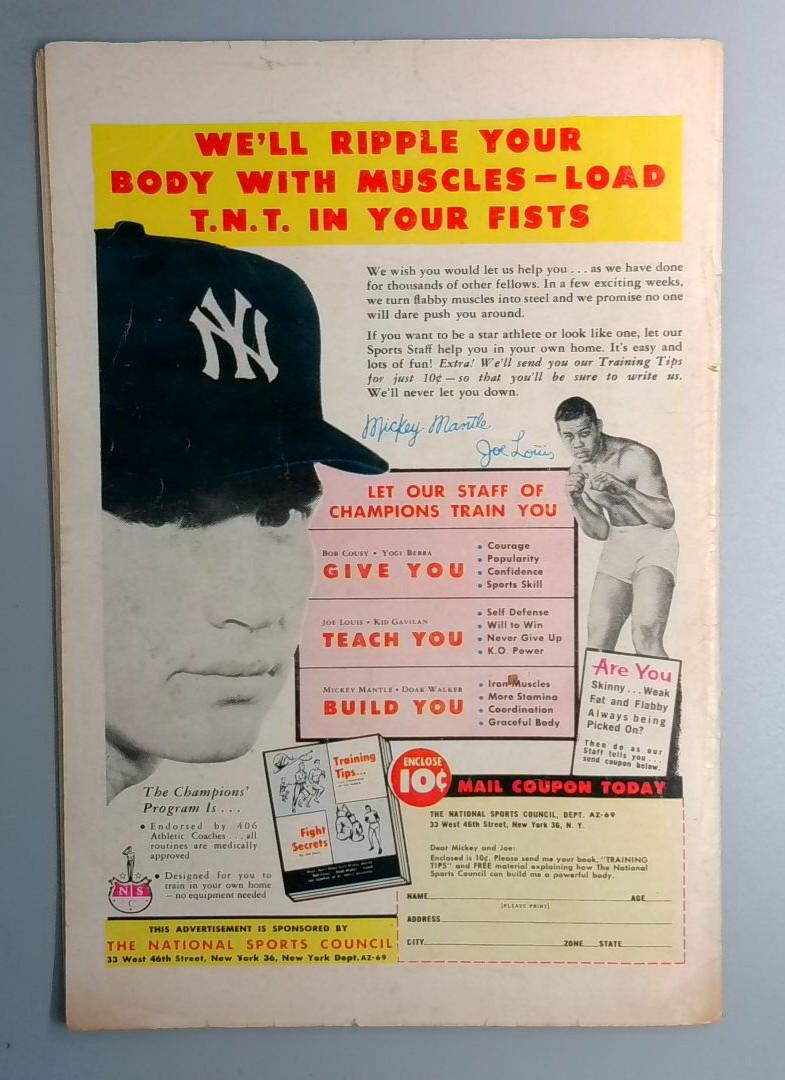 WE'LL RIPPLE YOUR
BODY WITH MUSCLES—LOAD
T.N.T. IN YOUR FISTS
NY
We wish you would let us help you . . . as we have done
for thousands of other fellows. In a few exciting weeks,
we turn flabby muscles into steel and we promise no one
will dare push you around.
If you want to be a star athlete or look like one, let our
Sports Staff help you in your own home. It's easy and
lots of fun! Extra! We'll send you our Training Tips
for just 10¢ — so that you'll be sure to write us.
We'll never let you down.
Mickey Mantle
Joe Louis
LET OUR STAFF OF
CHAMPIONS TRAIN YOU
BOB COUSY • YOGI BERRA
GIVE YOU
• Courage
• Popularity
• Confidence
• Sports Skill
JOE LOUIS • KID GAVILAN
TEACH YOU
• Self Defense
• Will to Win
• Never Give Up
• K.O. Power
MICKEY MANTLE • DOAK WALKER
BUILD YOU
• Iron Muscles
• More Stamina
• Coordination
• Graceful Body
Are You
Skinny . . . Weak
Fat and Flabby
Always being
Picked On?
Then do as our
Staff tells you . . .
send coupon below.
The Champions'
Program Is . . .
• Endorsed by 406
Athletic Coaches . . . all
routines are medically
approved
• Designed for you to
train in your own home
— no equipment needed
N S
C
Training
Tips...
Fight
Secrets
ENCLOSE
10¢
MAIL COUPON TODAY
THE NATIONAL SPORTS COUNCIL, DEPT. AZ-69
33 West 46th Street, New York 36, N. Y.
Dear Mickey and Joe:
Enclosed is 10¢. Please send me your book, "TRAINING
TIPS" and FREE material explaining how The National
Sports Council can build me a powerful body.
NAME AGE
(PLEASE PRINT)
ADDRESS
CITY ZONE STATE
THIS ADVERTISEMENT IS SPONSORED BY
THE NATIONAL SPORTS COUNCIL
33 West 46th Street, New York 36, New York Dept. AZ-69